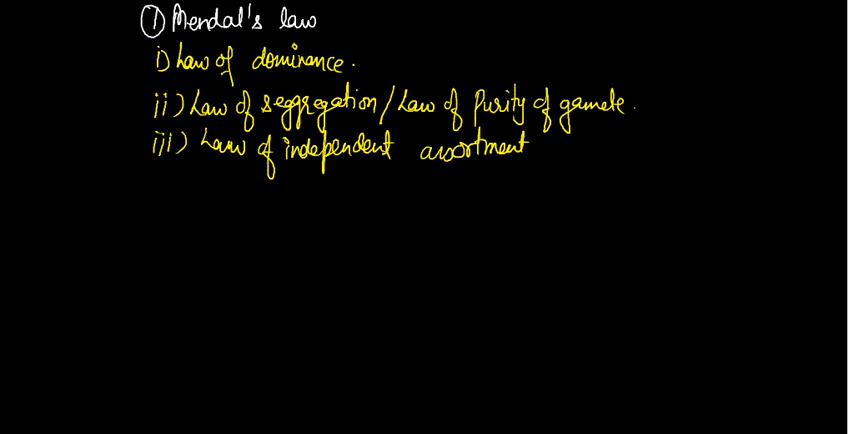 ① Mendal's law
i) Law of dominance.
ii) Law of seggregation / Law of Purity of gamete.
iii) Law of independent assortment